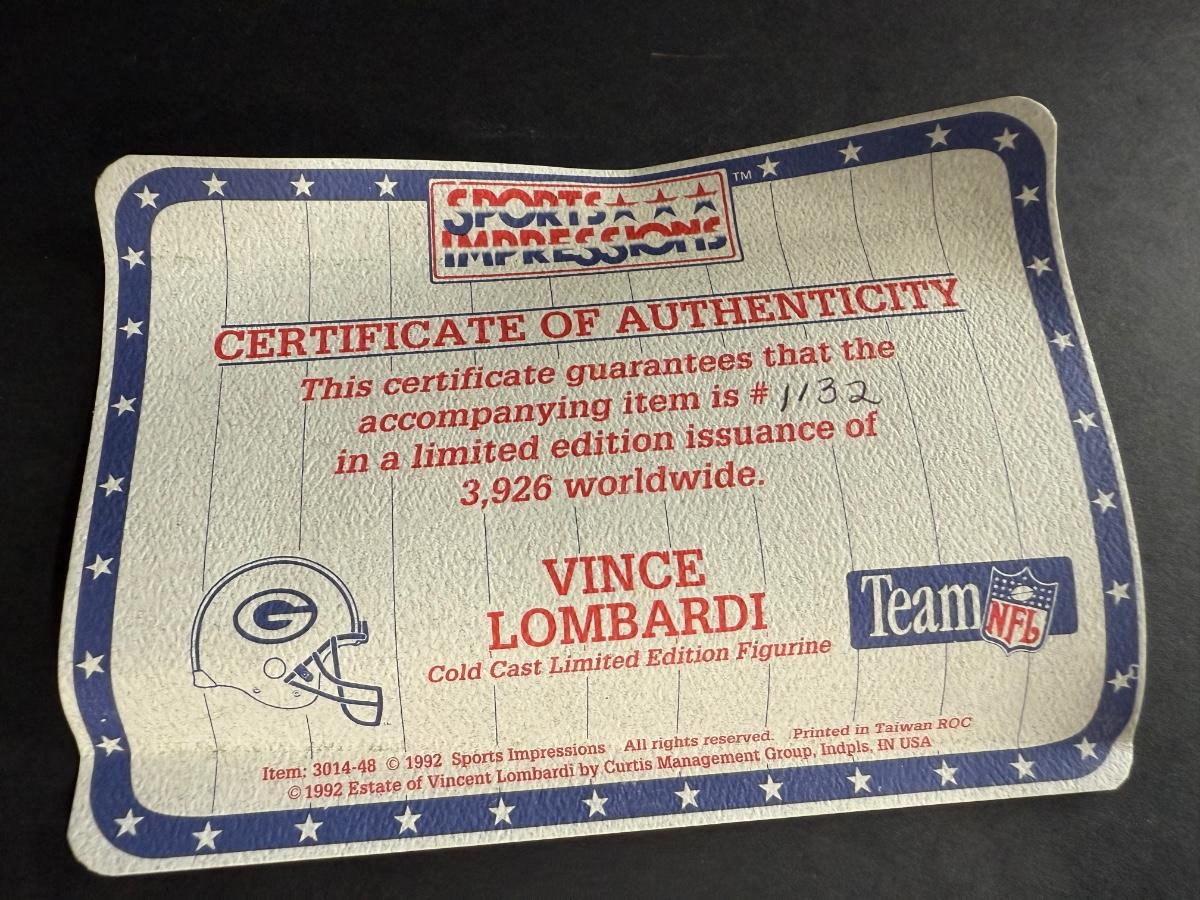 SPORTS
IMPRESSIONS
TM
CERTIFICATE OF AUTHENTICITY
This certificate guarantees that the
accompanying item is # 1132
in a limited edition issuance of
3,926 worldwide.
G
VINCE
LOMBARDI
Cold Cast Limited Edition Figurine
Team NFL
Item: 3014-48 © 1992 Sports Impressions All rights reserved. Printed in Taiwan ROC
© 1992 Estate of Vincent Lombardi by Curtis Management Group, Indpls, IN USA